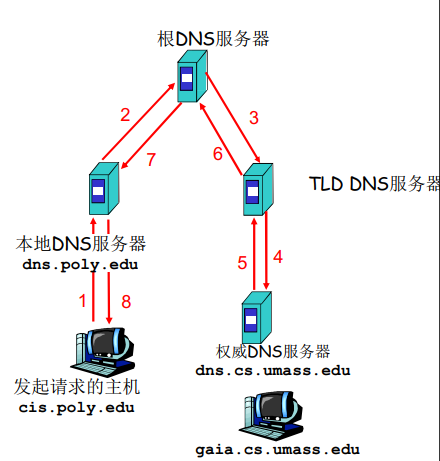 根DNS服务器
2
3
7
6
TLD DNS服务器
本地DNS服务器
dns.poly.edu
5
4
1
8
权威DNS服务器
dns.cs.umass.edu
发起请求的主机
cis.poly.edu
gaia.cs.umass.edu